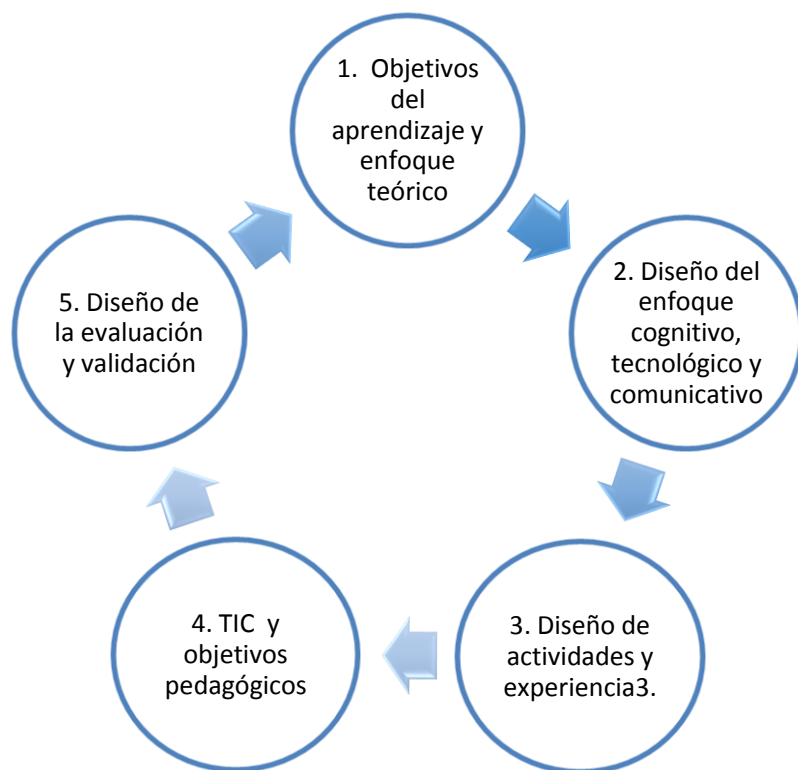 1. Objetivos
del
aprendizaje y
enfoque
teórico
2. Diseño del
enfoque
cognitivo,
tecnológico y
comunicativo
3. Diseño de
actividades y
experiencia3.
4. TIC y
objetivos
pedagógicos
5. Diseño de
la evaluación
y validación